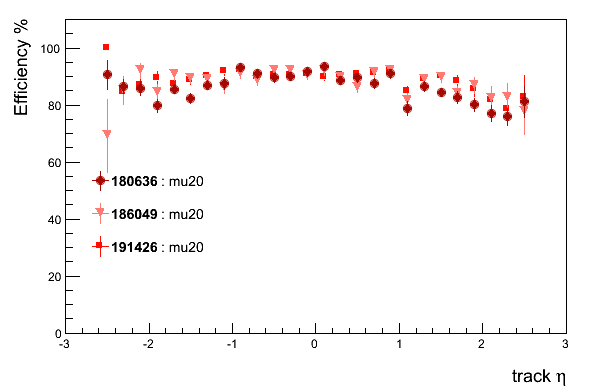 Efficiency %
100
80
60
40
20
0
180636 : mu20
186049 : mu20
191426 : mu20
-3 -2 -1 0 1 2 3
track η